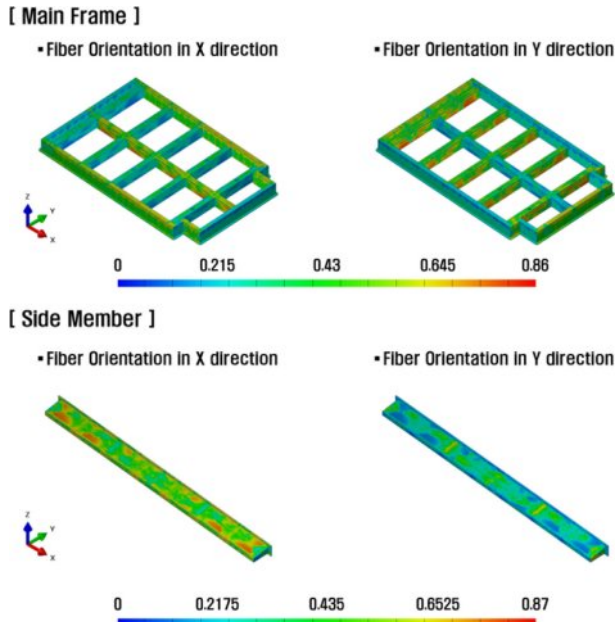 [ Main Frame ]
▪ Fiber Orientation in X direction
▪ Fiber Orientation in Y direction
Z
Y
X
0 0.215 0.43 0.645 0.86
[ Side Member ]
▪ Fiber Orientation in X direction
▪ Fiber Orientation in Y direction
Z
Y
X
0 0.2175 0.435 0.6525 0.87